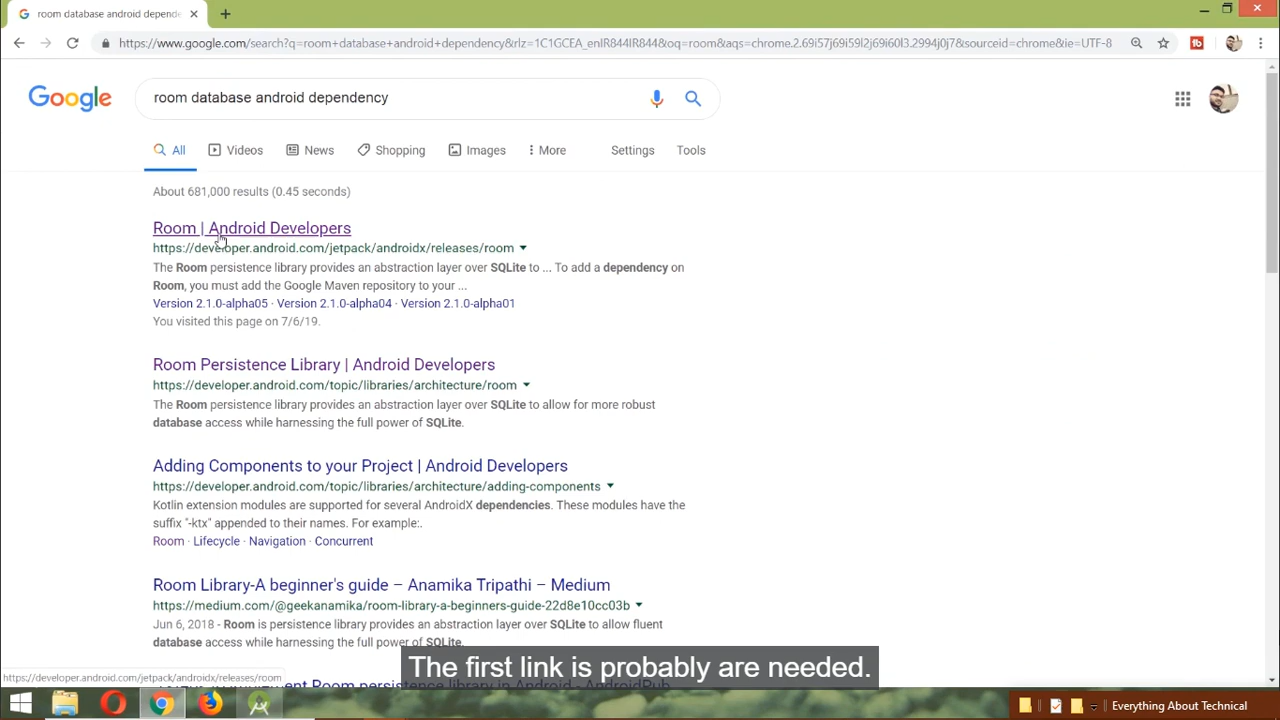 room database android depende
https://www.google.com/search?q=room+database+android+dependency&rlz=1C1GCEA_enIR844IR844&oq=room&aqs=chrome.2.69i57j69i59l2j69i60l3.2994j0j7&sourceid=chrome&ie=UTF-8
Google
room database android dependency
All Videos News Shopping Images More Settings Tools
About 681,000 results (0.45 seconds)
Room | Android Developers
https://developer.android.com/jetpack/androidx/releases/room
The Room persistence library provides an abstraction layer over SQLite to ... To add a dependency on
Room, you must add the Google Maven repository to your ...
Version 2.1.0-alpha05 · Version 2.1.0-alpha04 · Version 2.1.0-alpha01
You visited this page on 7/6/19.
Room Persistence Library | Android Developers
https://developer.android.com/topic/libraries/architecture/room
The Room persistence library provides an abstraction layer over SQLite to allow for more robust
database access while harnessing the full power of SQLite.
Adding Components to your Project | Android Developers
https://developer.android.com/topic/libraries/architecture/adding-components
Kotlin extension modules are supported for several AndroidX dependencies. These modules have the
suffix "-ktx" appended to their names. For example:.
Room · Lifecycle · Navigation · Concurrent
Room Library-A beginner's guide – Anamika Tripathi – Medium
https://medium.com/@geekanamika/room-library-a-beginners-guide-22d8e10cc03b
Jun 6, 2018 - Room is persistence library provides an abstraction layer over SQLite to allow fluent
database access while harnessing the full power of SQLite.
The first link is probably are needed.
https://developer.android.com/jetpack/androidx/releases/room
Room persistence library in Android - AndroidPub
Everything About Technical